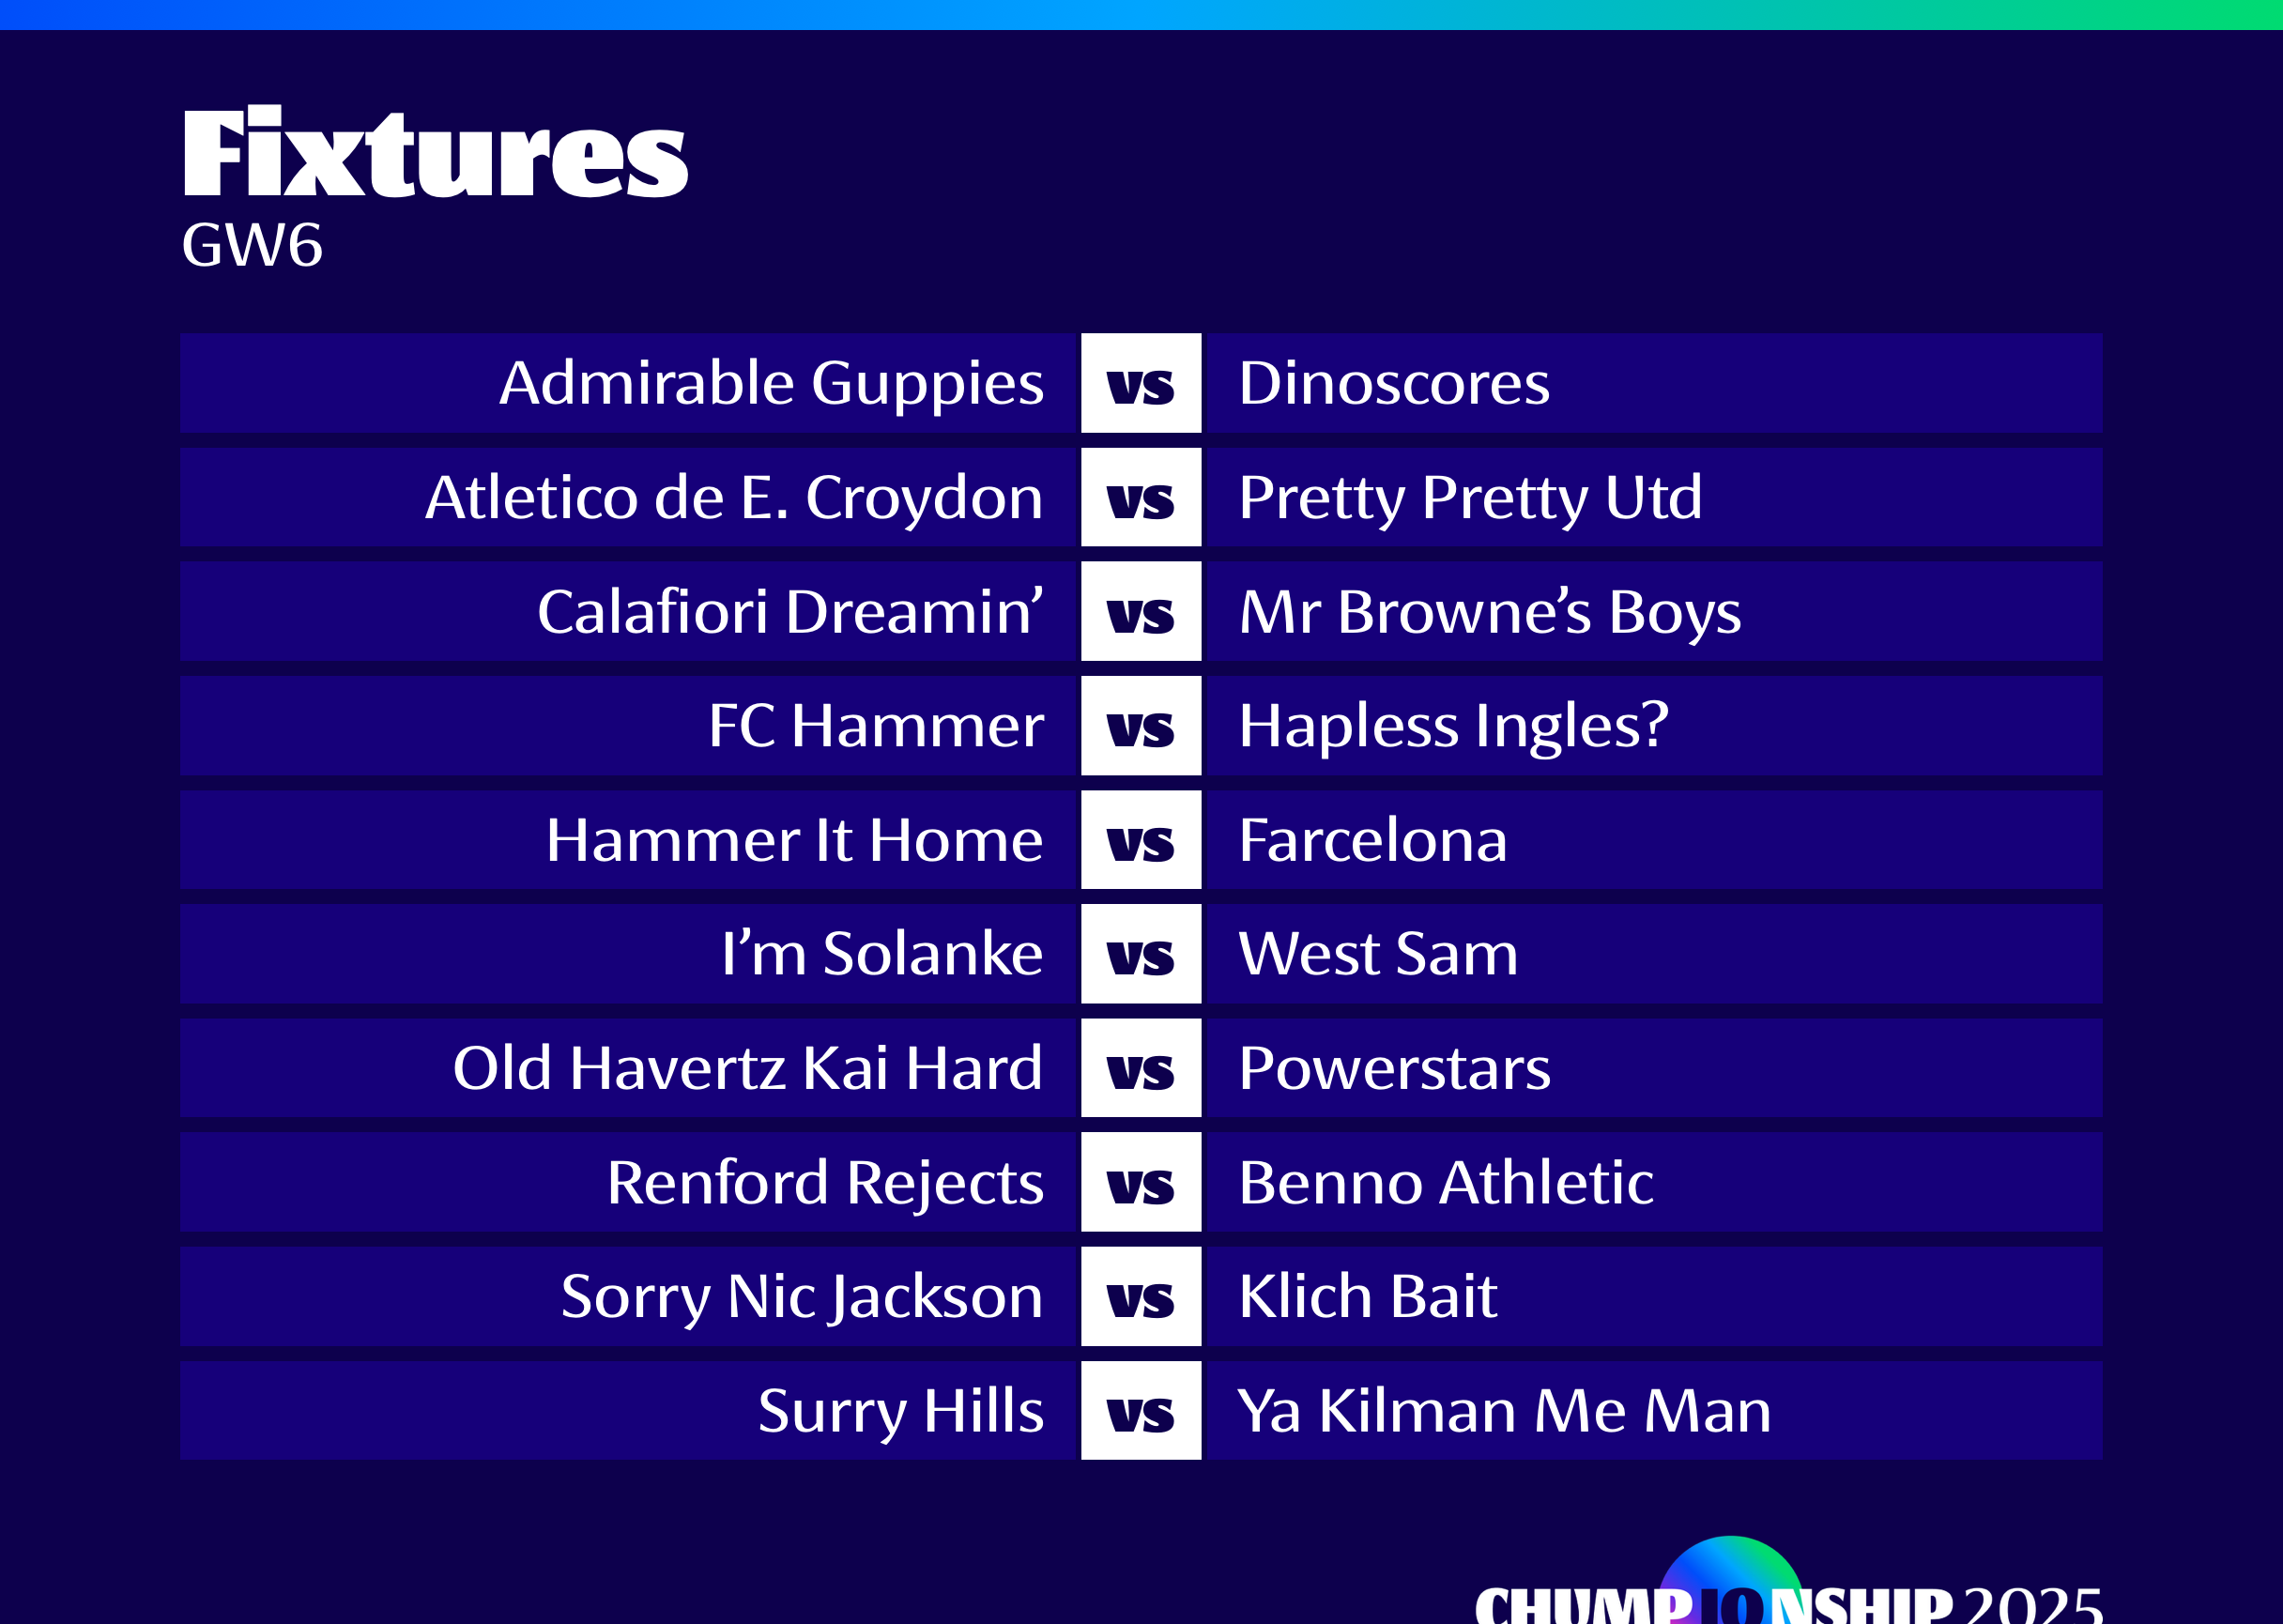 Fixtures
GW6
Admirable Guppies vs Dinoscores
Atletico de E. Croydon vs Pretty Pretty Utd
Calafiori Dreamin’ vs Mr Browne’s Boys
FC Hammer vs Hapless Ingles?
Hammer It Home vs Farcelona
I’m Solanke vs West Sam
Old Havertz Kai Hard vs Powerstars
Renford Rejects vs Benno Athletic
Sorry Nic Jackson vs Klich Bait
Surry Hills vs Ya Kilman Me Man
CHUMPIONSHIP 2025